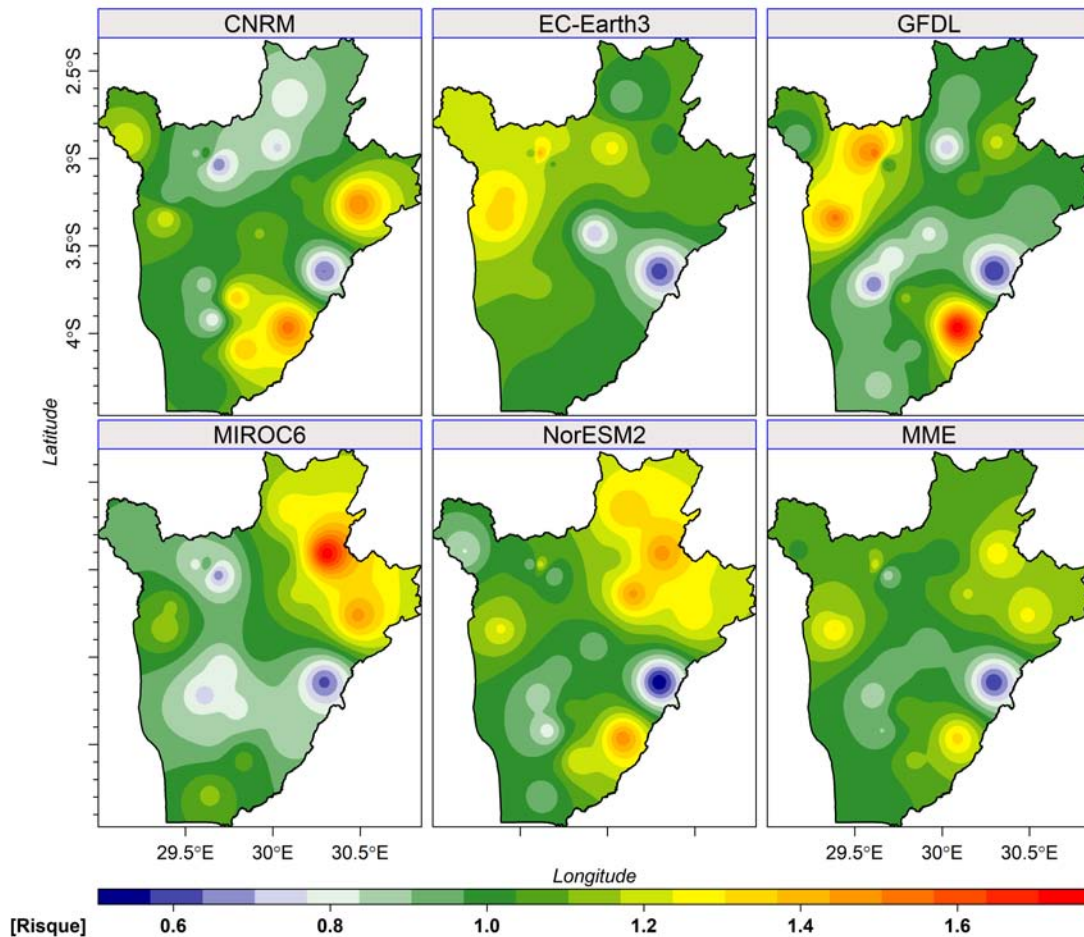 CNRM EC-Earth3 GFDL
2.5°S
3°S
3.5°S
4°S
Latitude
MIROC6 NorESM2 MME
29.5°E 30°E 30.5°E 29.5°E 30°E 30.5°E
Longitude
[Risque] 0.6 0.8 1.0 1.2 1.4 1.6